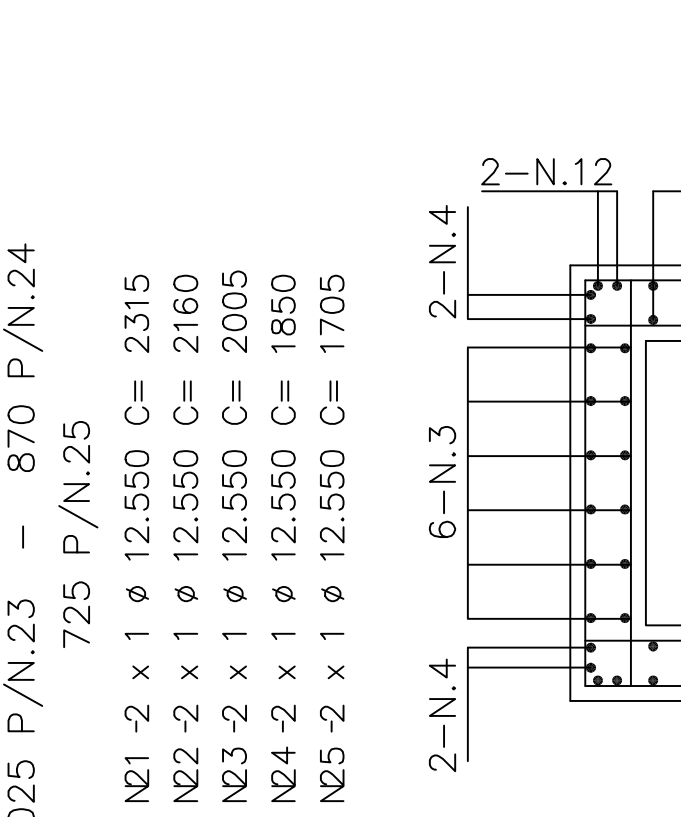 025 P/N.23 - 870 P/N.24
725 P/N.25
N21 -2 x 1 ø 12.550 C= 2315
N22 -2 x 1 ø 12.550 C= 2160
N23 -2 x 1 ø 12.550 C= 2005
N24 -2 x 1 ø 12.550 C= 1850
N25 -2 x 1 ø 12.550 C= 1705
2-N.12
2-N.4
6-N.3
2-N.4